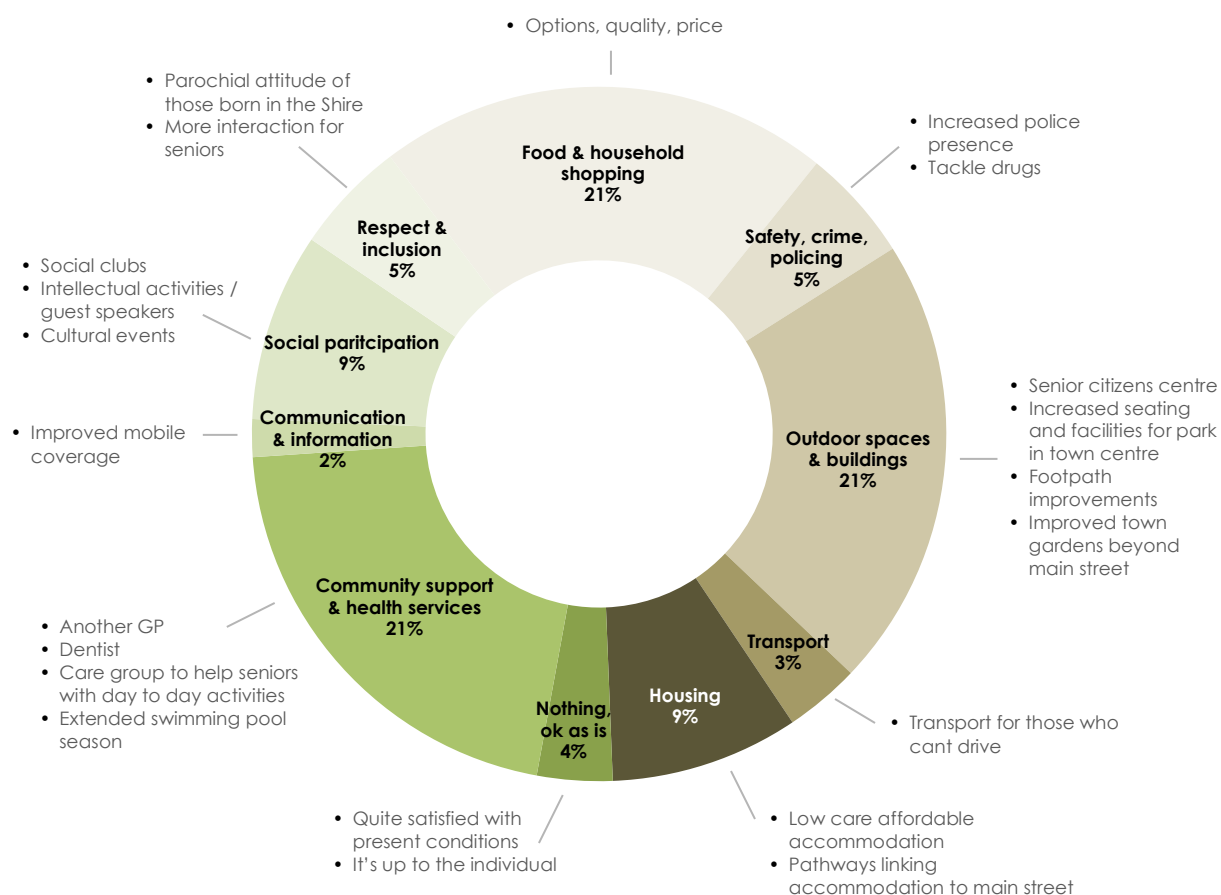 • Options, quality, price
Food & household
shopping
21%
• Increased police
presence
• Tackle drugs
Safety, crime,
policing
5%
• Senior citizens centre
• Increased seating
and facilities for park
in town centre
• Footpath
improvements
• Improved town
gardens beyond
main street
Outdoor spaces
& buildings
21%
• Transport for those who
cant drive
Transport
3%
• Low care affordable
accommodation
• Pathways linking
accommodation to main street
Housing
9%
• Quite satisfied with
present conditions
• It's up to the individual
Nothing,
ok as is
4%
• Another GP
• Dentist
• Care group to help seniors
with day to day activities
• Extended swimming pool
season
Community support
& health services
21%
• Improved mobile
coverage
Communication
& information
2%
• Social clubs
• Intellectual activities /
guest speakers
• Cultural events
Social paritcipation
9%
• Parochial attitude of
those born in the Shire
• More interaction for
seniors
Respect &
inclusion
5%